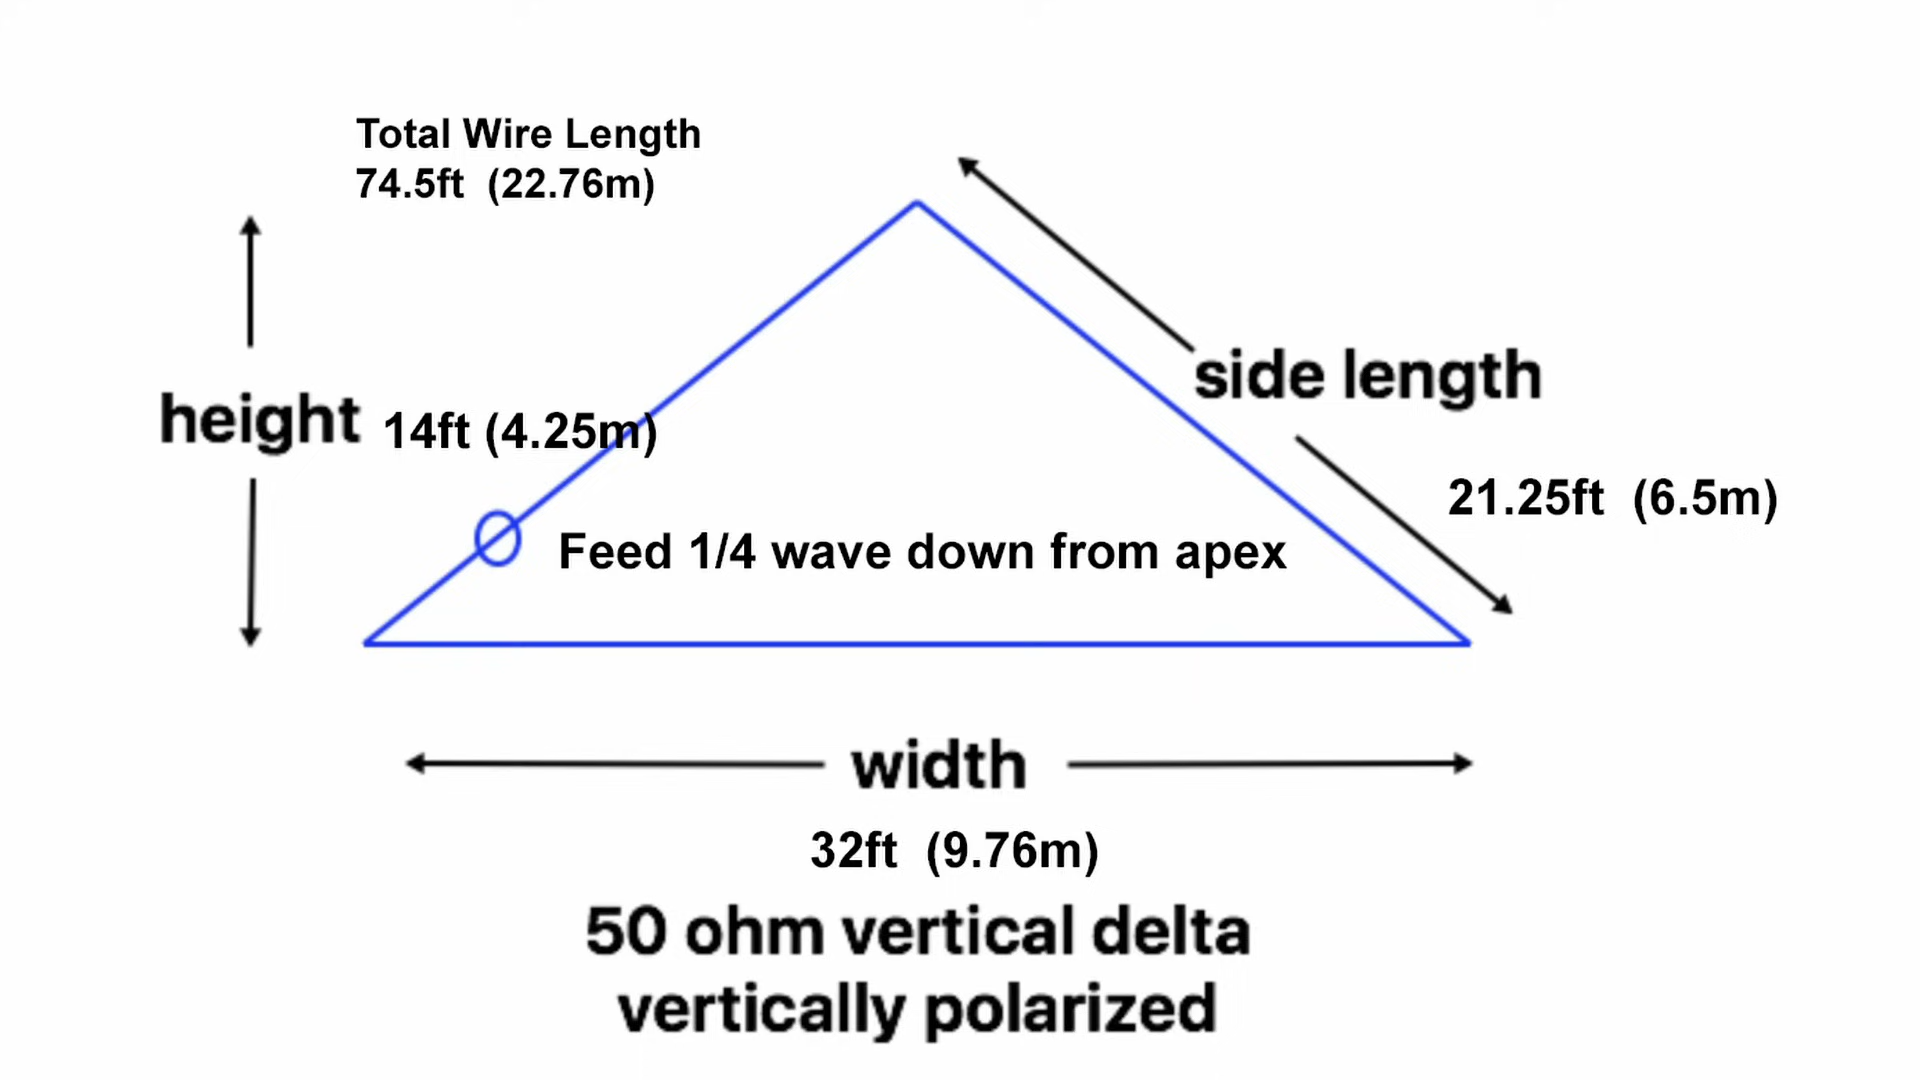 Total Wire Length
74.5ft (22.76m)
side length
height 14ft (4.25m)
21.25ft (6.5m)
Feed 1/4 wave down from apex
width
32ft (9.76m)
50 ohm vertical delta
vertically polarized